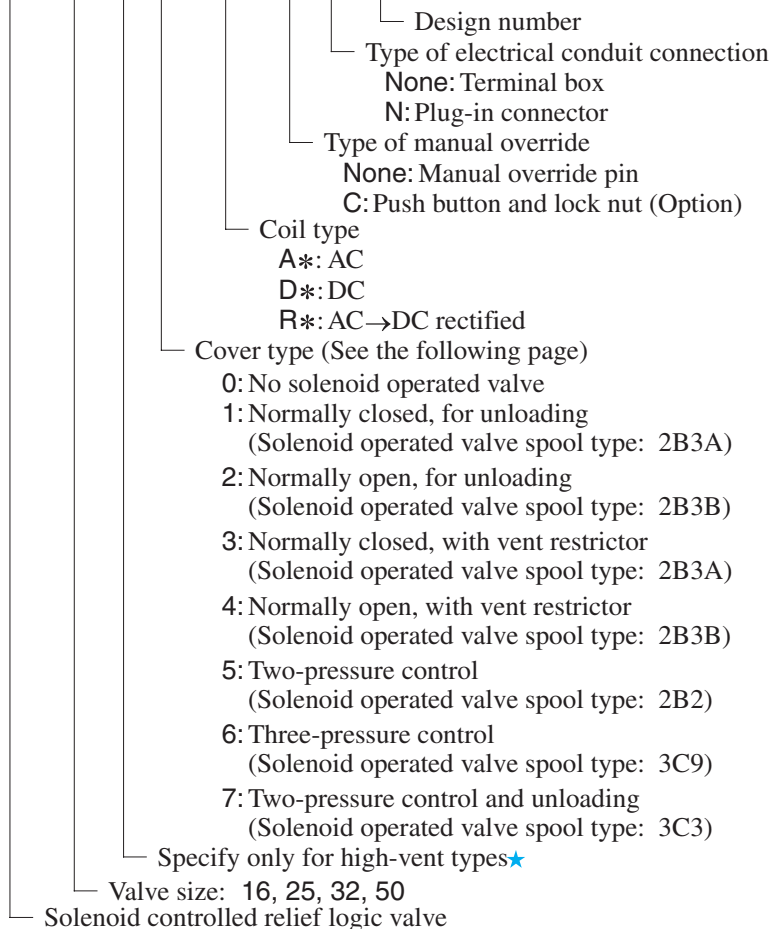 Design number
Type of electrical conduit connection
None: Terminal box
N: Plug-in connector
Type of manual override
None: Manual override pin
C: Push button and lock nut (Option)
Coil type
A*: AC
D*: DC
R*: AC→DC rectified
Cover type (See the following page)
0: No solenoid operated valve
1: Normally closed, for unloading
(Solenoid operated valve spool type: 2B3A)
2: Normally open, for unloading
(Solenoid operated valve spool type: 2B3B)
3: Normally closed, with vent restrictor
(Solenoid operated valve spool type: 2B3A)
4: Normally open, with vent restrictor
(Solenoid operated valve spool type: 2B3B)
5: Two-pressure control
(Solenoid operated valve spool type: 2B2)
6: Three-pressure control
(Solenoid operated valve spool type: 3C9)
7: Two-pressure control and unloading
(Solenoid operated valve spool type: 3C3)
Specify only for high-vent types★
Valve size: 16, 25, 32, 50
Solenoid controlled relief logic valve